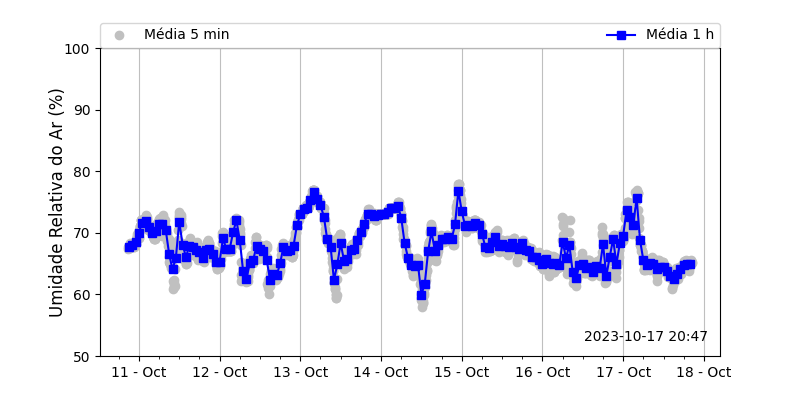 Média 5 min
Média 1 h
Umidade Relativa do Ar (%)
100
90
80
70
60
50
2023-10-17 20:47
11 - Oct
12 - Oct
13 - Oct
14 - Oct
15 - Oct
16 - Oct
17 - Oct
18 - Oct